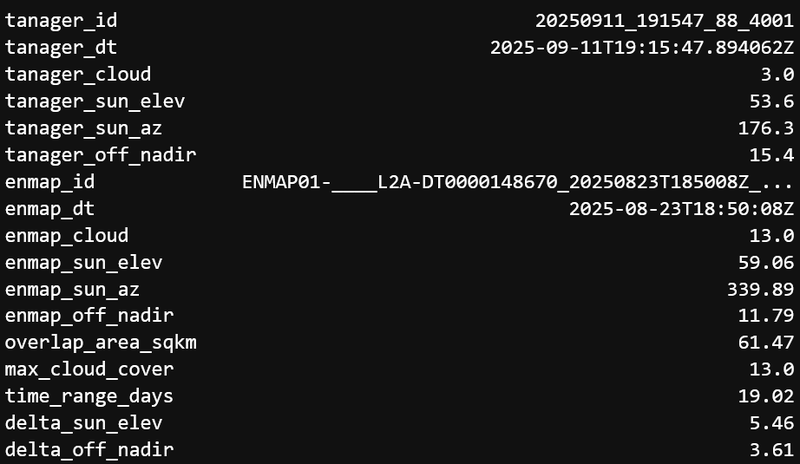 tanager_id 20250911_191547_88_4001
tanager_dt 2025-09-11T19:15:47.894062Z
tanager_cloud 3.0
tanager_sun_elev 53.6
tanager_sun_az 176.3
tanager_off_nadir 15.4
enmap_id ENMAP01-____L2A-DT0000148670_20250823T185008Z_...
enmap_dt 2025-08-23T18:50:08Z
enmap_cloud 13.0
enmap_sun_elev 59.06
enmap_sun_az 339.89
enmap_off_nadir 11.79
overlap_area_sqkm 61.47
max_cloud_cover 13.0
time_range_days 19.02
delta_sun_elev 5.46
delta_off_nadir 3.61